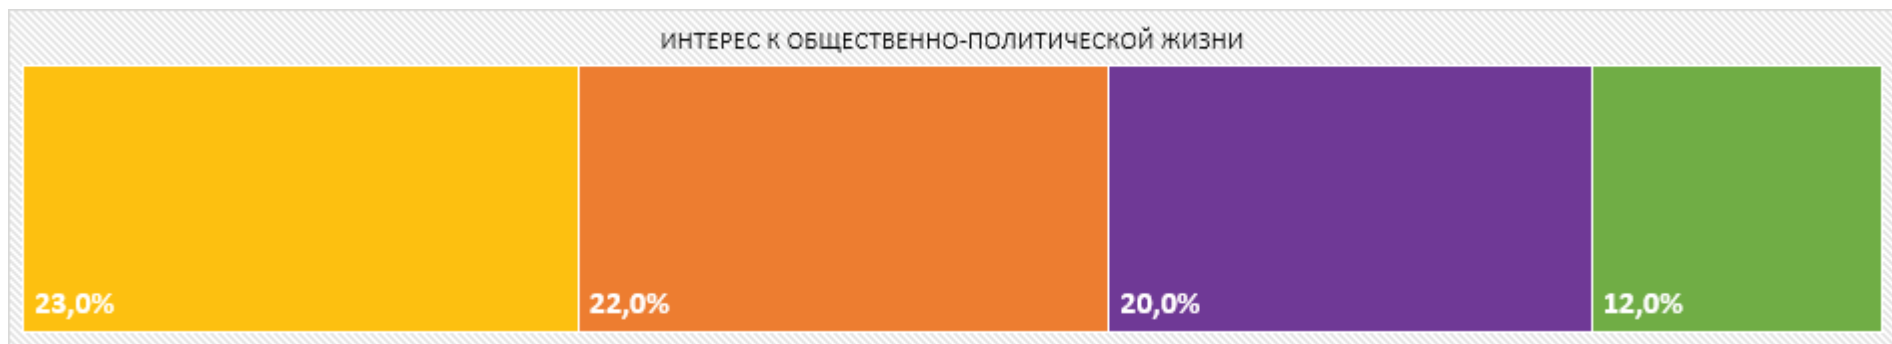 ИНТЕРЕС К ОБЩЕСТВЕННО-ПОЛИТИЧЕСКОЙ ЖИЗНИ
23,0% 22,0% 20,0% 12,0%